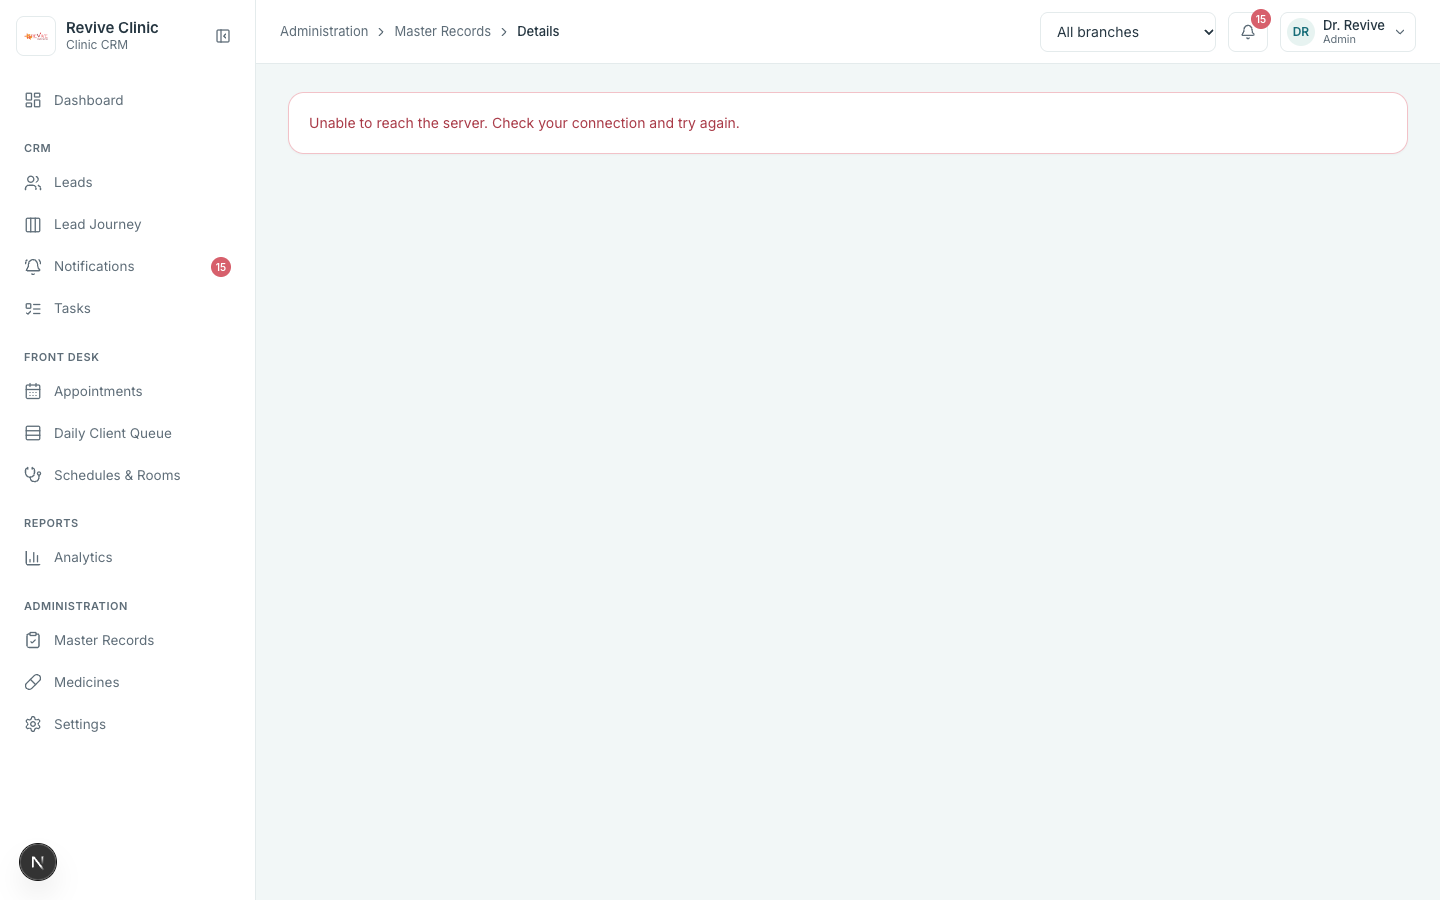 Revive Clinic
Clinic CRM
Dashboard
CRM
Leads
Lead Journey
Notifications 15
Tasks
FRONT DESK
Appointments
Daily Client Queue
Schedules & Rooms
REPORTS
Analytics
ADMINISTRATION
Master Records
Medicines
Settings
N
Administration > Master Records > Details
All branches
15
DR
Dr. Revive
Admin
Unable to reach the server. Check your connection and try again.